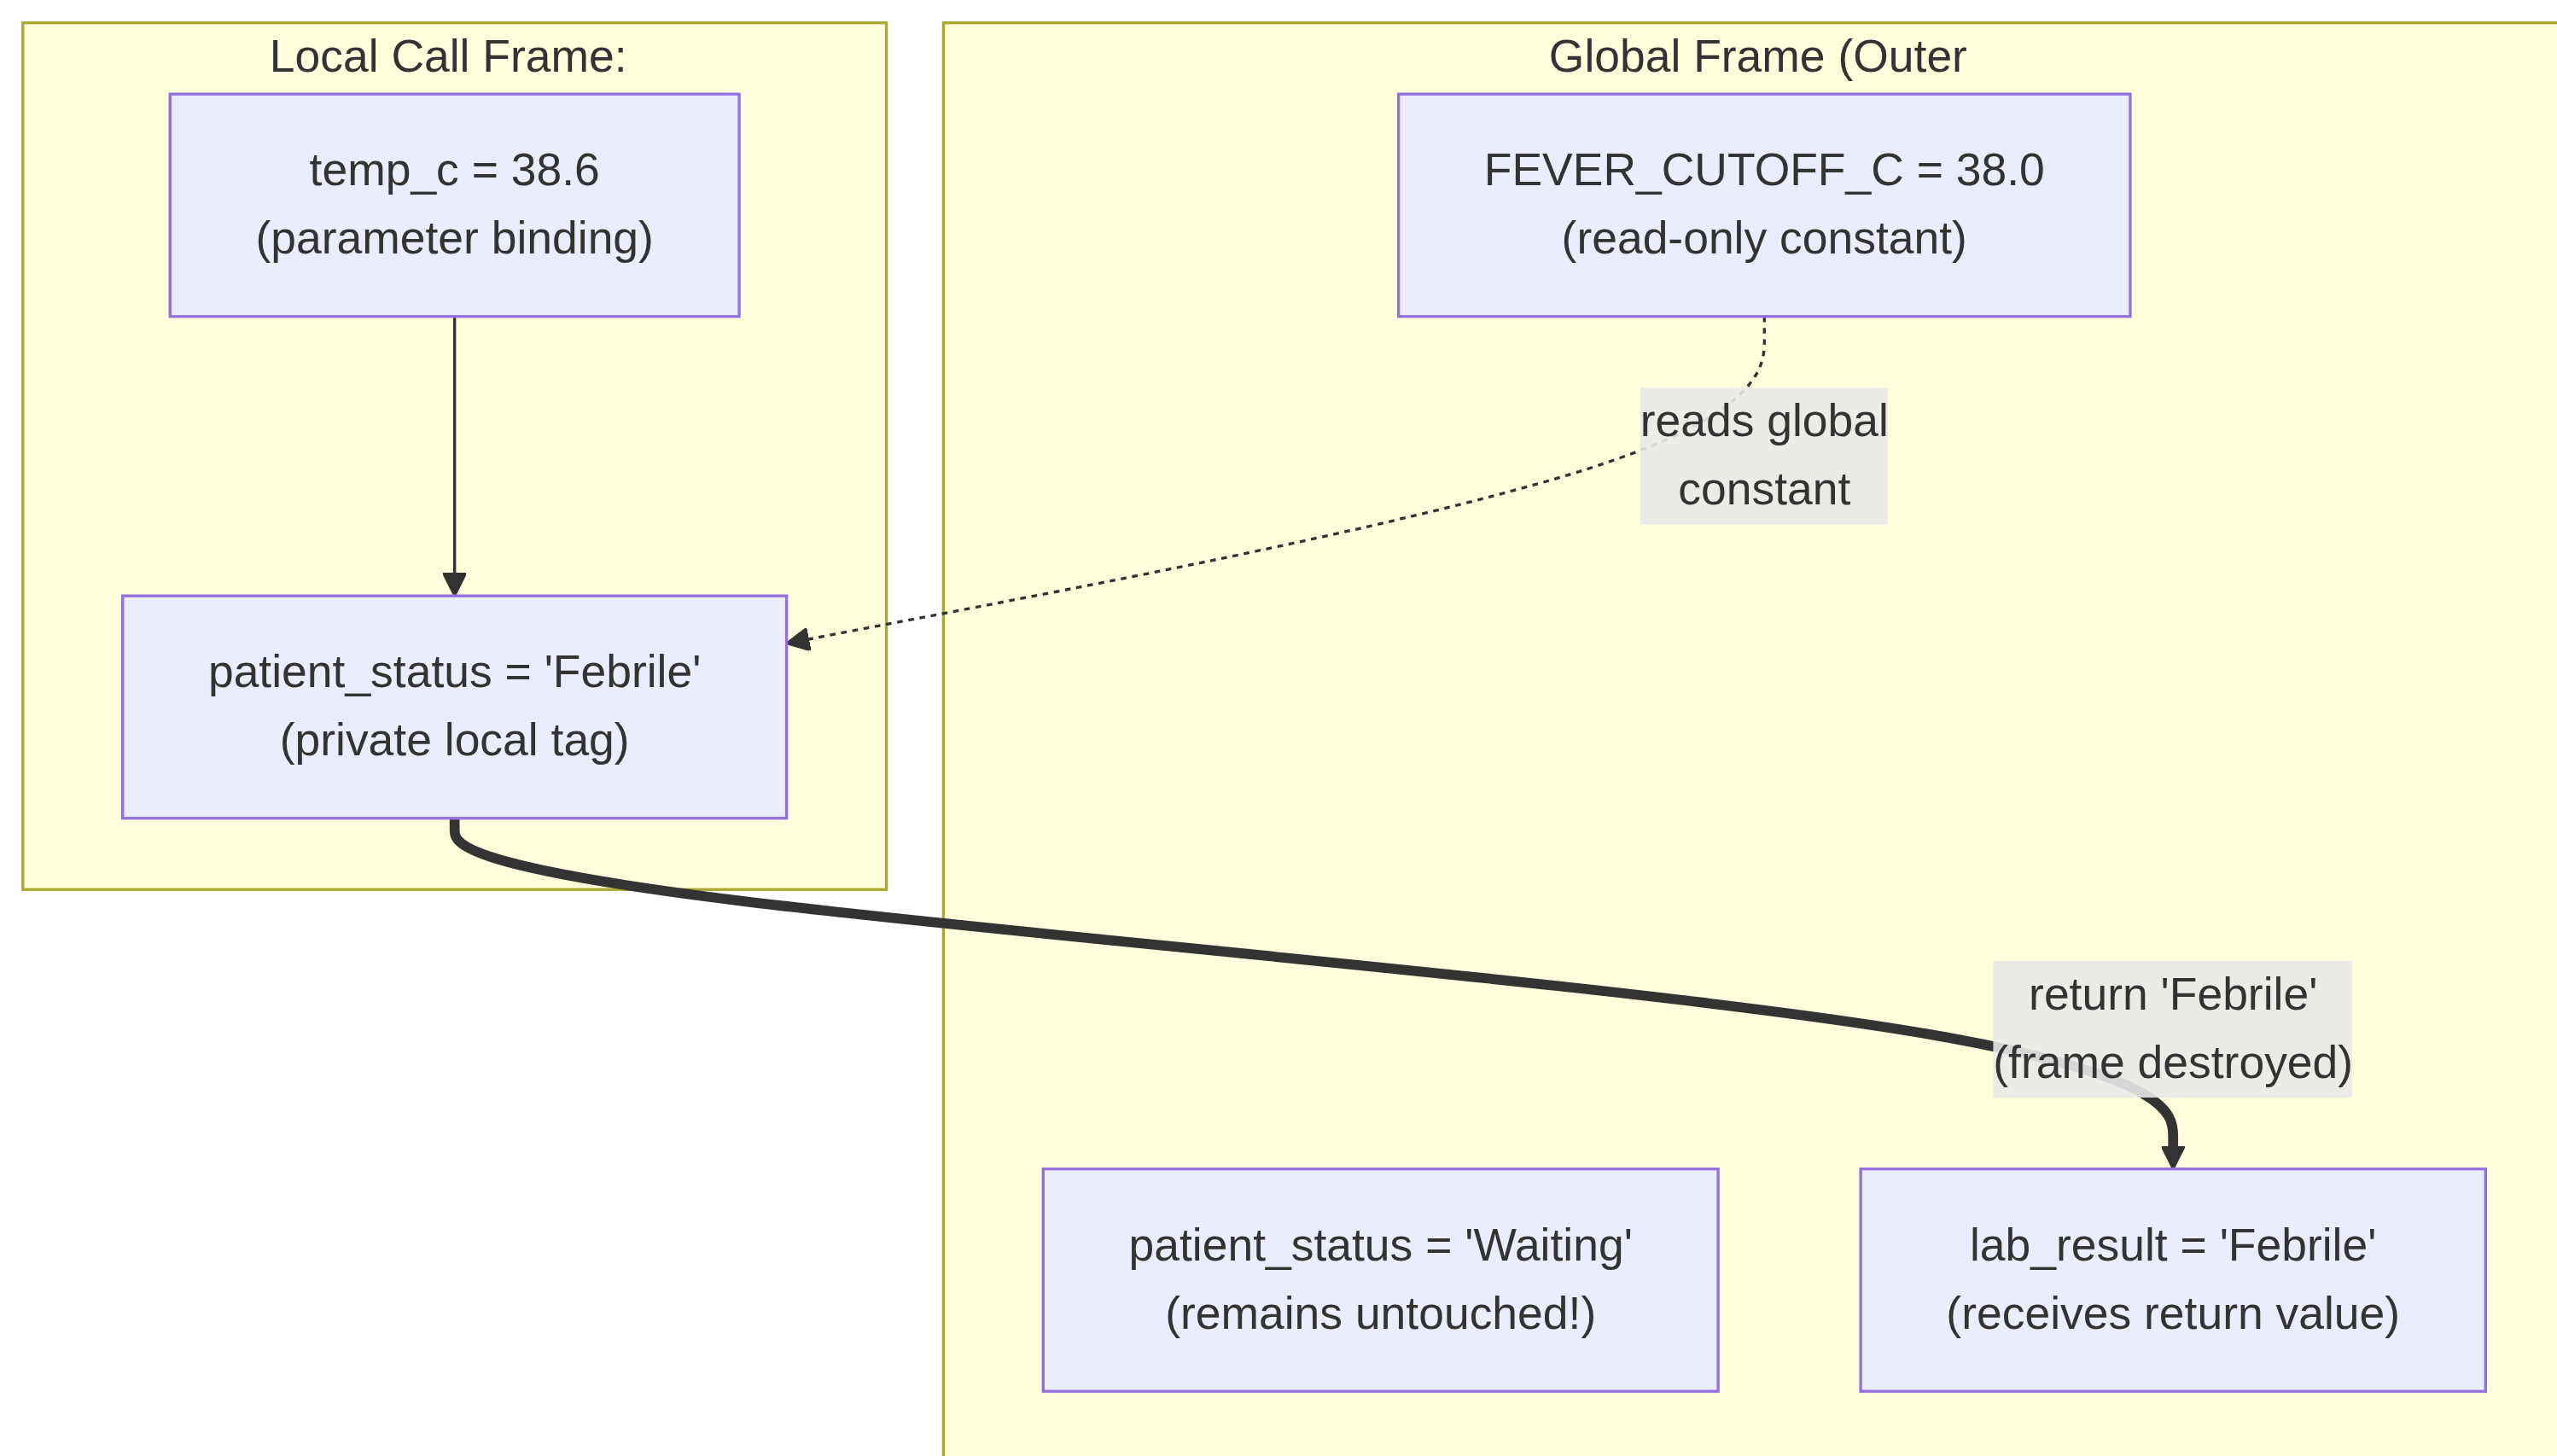 Local Call Frame:
temp_c = 38.6
(parameter binding)
patient_status = 'Febrile'
(private local tag)
Global Frame (Outer
FEVER_CUTOFF_C = 38.0
(read-only constant)
reads global
constant
return 'Febrile'
(frame destroyed)
patient_status = 'Waiting'
(remains untouched!)
lab_result = 'Febrile'
(receives return value)